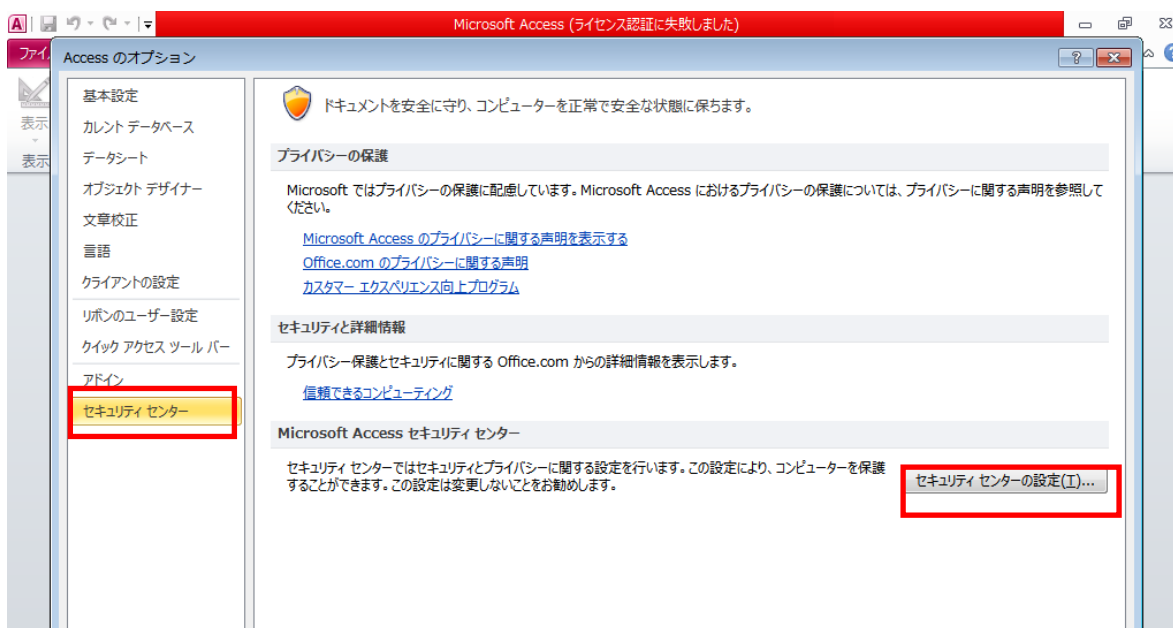 Microsoft Access (ライセンス認証に失敗しました)
ファイ
Access のオプション
表示
表示
基本設定
カレント データベース
データシート
オブジェクト デザイナー
文章校正
言語
クライアントの設定
リボンのユーザー設定
クイック アクセス ツール バー
アドイン
セキュリティ センター
ドキュメントを安全に守り、コンピューターを正常で安全な状態に保ちます。
プライバシーの保護
Microsoft ではプライバシーの保護に配慮しています。Microsoft Access におけるプライバシーの保護については、プライバシーに関する声明を参照して
ください。
Microsoft Access のプライバシーに関する声明を表示する
Office.com のプライバシーに関する声明
カスタマー エクスペリエンス向上プログラム
セキュリティと詳細情報
プライバシー保護とセキュリティに関する Office.com からの詳細情報を表示します。
信頼できるコンピューティング
Microsoft Access セキュリティ センター
セキュリティ センターではセキュリティとプライバシーに関する設定を行います。この設定により、コンピューターを保護
することができます。この設定は変更しないことをお勧めします。
セキュリティ センターの設定(T)...